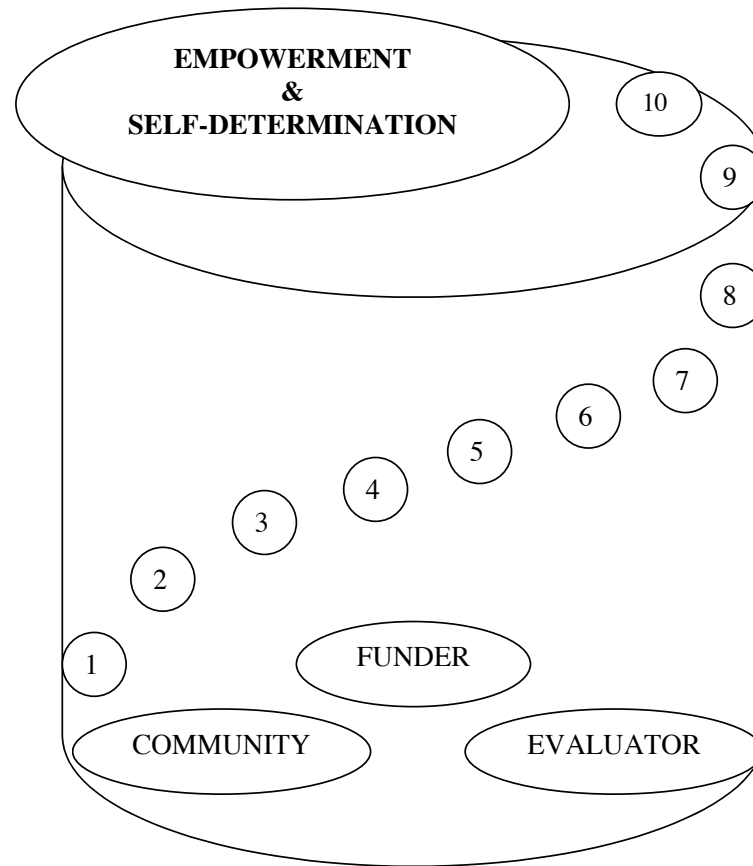 EMPOWERMENT
&
SELF-DETERMINATION
10
9
8
7
6
5
4
3
2
1
FUNDER
COMMUNITY
EVALUATOR